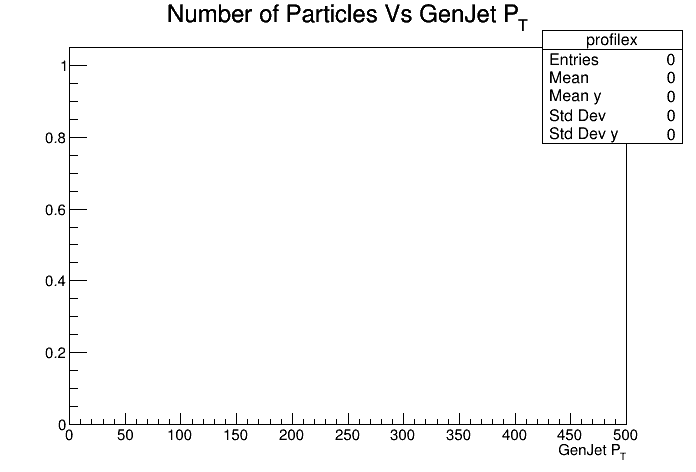 Number of Particles Vs GenJet P_T
profilex
Entries 0
Mean 0
Mean y 0
Std Dev 0
Std Dev y 0
1
0.8
0.6
0.4
0.2
0
0 50 100 150 200 250 300 350 400 450 500
GenJet P_T